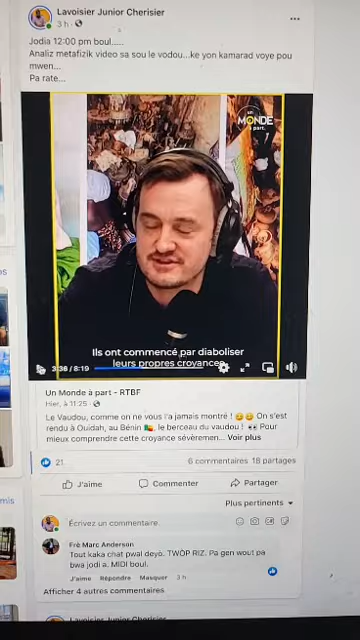 Lavoisier Junior Cherisier
3 h
Jodia 12:00 pm boul.....
Analiz metafizik video sa sou le vodou...ke yon kamarad voye pou
mwen...
Pa rate...
un
MONDE
à part.
Ils ont commencé par diaboliser
leurs propres croyances
3:36 / 8:19
Un Monde à part - RTBF
Hier, à 11:25
Le Vaudou, comme on ne vous l'a jamais montré ! On s'est
rendu à Ouidah, au Bénin, le berceau du vaudou ! Pour
mieux comprendre cette croyance sévèremen... Voir plus
21
6 commentaires 18 partages
J'aime
Commenter
Partager
Plus pertinents
Écrivez un commentaire.
Frè Marc Anderson
Tout kaka chat pwal deyò. TWÒP RIZ. Pa gen wout pa
bwa jodi a. MIDI boul.
J'aime Répondre Masquer 3 h
Afficher 4 autres commentaires
Lavoisier Junior Cherisier